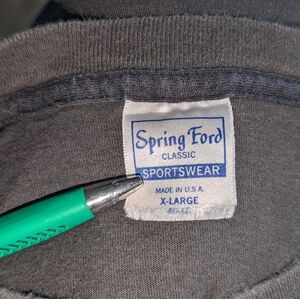 Spring Ford
CLASSIC
SPORTSWEAR
MADE IN U.S.A.
X-LARGE